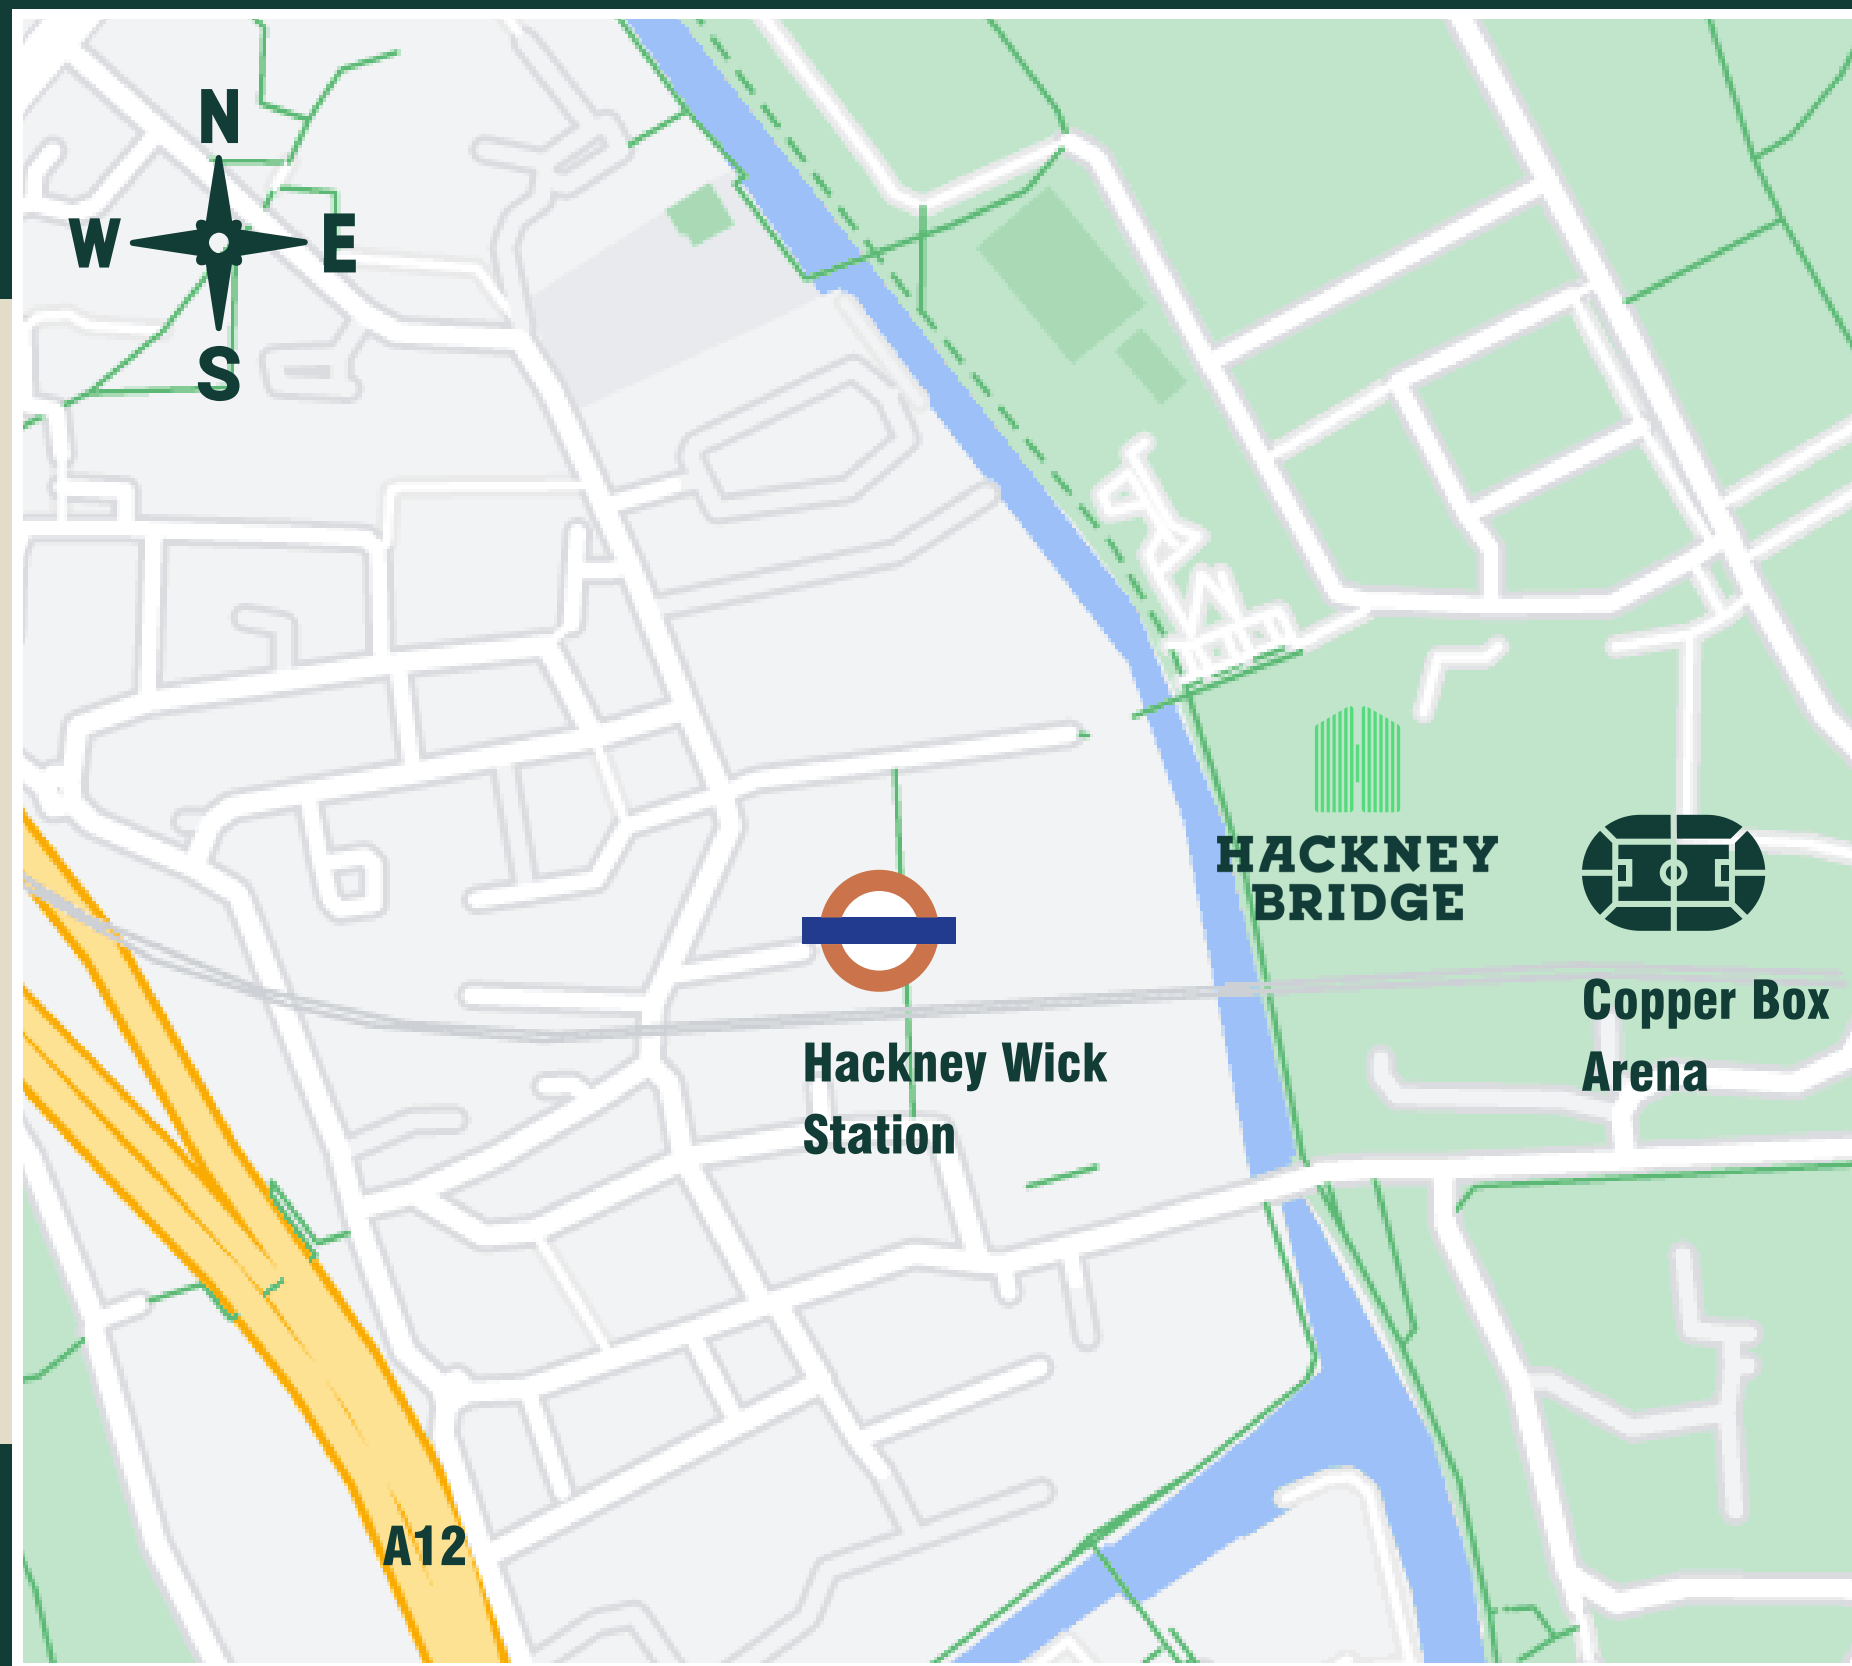 N
W
E
S
HACKNEY
BRIDGE
Copper Box
Arena
Hackney Wick
Station
A12